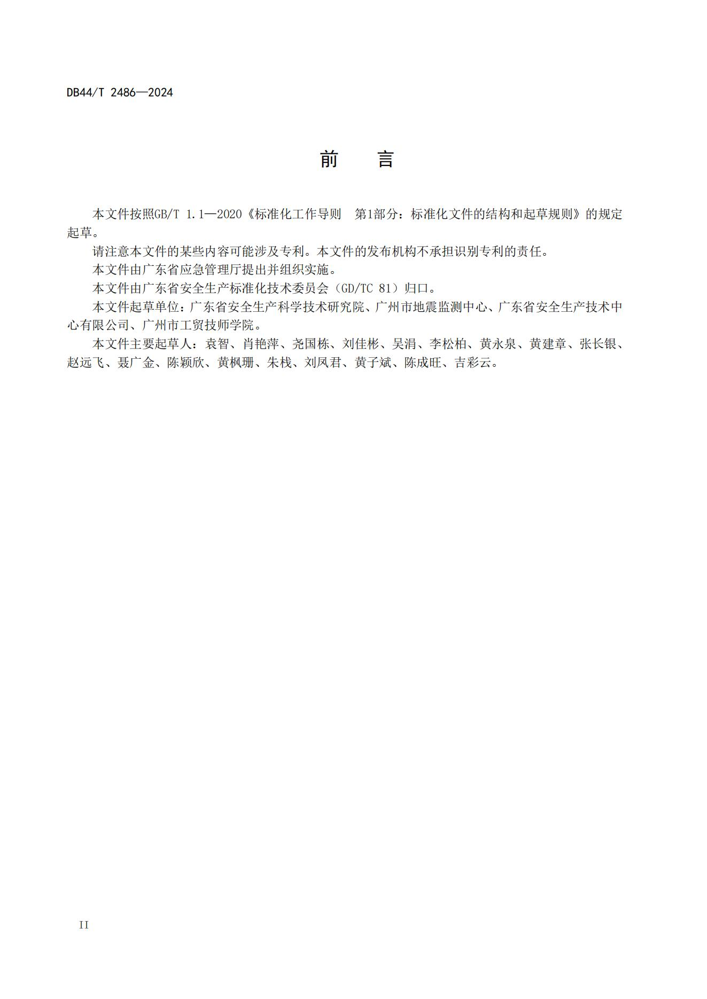 DB44/T 2486—2024
前 言
本文件按照GB/T 1.1—2020《标准化工作导则 第1部分：标准化文件的结构和起草规则》的规定
起草。
请注意本文件的某些内容可能涉及专利。本文件的发布机构不承担识别专利的责任。
本文件由广东省应急管理厅提出并组织实施。
本文件由广东省安全生产标准化技术委员会（GD/TC 81）归口。
本文件起草单位：广东省安全生产科学技术研究院、广州市地震监测中心、广东省安全生产技术中
心有限公司、广州市工贸技师学院。
本文件主要起草人：袁智、肖艳萍、尧国栋、刘佳彬、吴涓、李松柏、黄永泉、黄建章、张长银、
赵远飞、聂广金、陈颖欣、黄枫珊、朱栈、刘凤君、黄子斌、陈成旺、吉彩云。
II